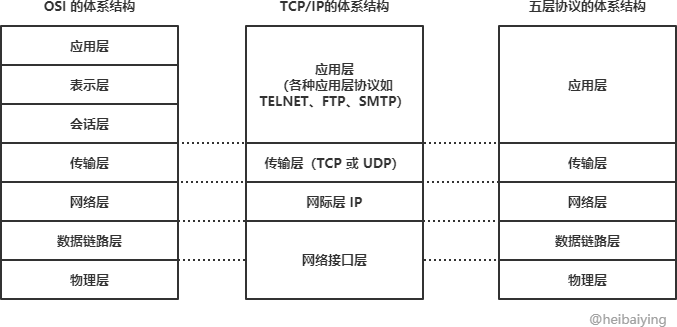 OSI 的体系结构
应用层
表示层
会话层
传输层
网络层
数据链路层
物理层
TCP/IP的体系结构
应用层
（各种应用层协议如
TELNET、FTP、SMTP）
传输层（TCP 或 UDP）
网际层 IP
网络接口层
五层协议的体系结构
应用层
传输层
网络层
数据链路层
物理层
@heibaiying